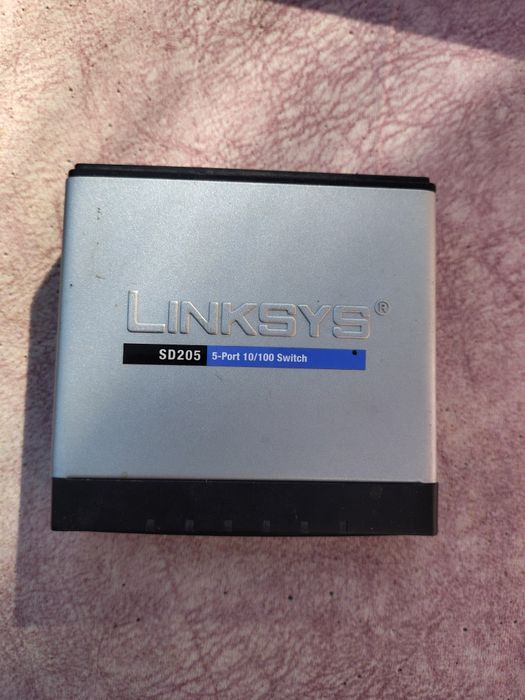 LINKSYS®
SD205 5-Port 10/100 Switch